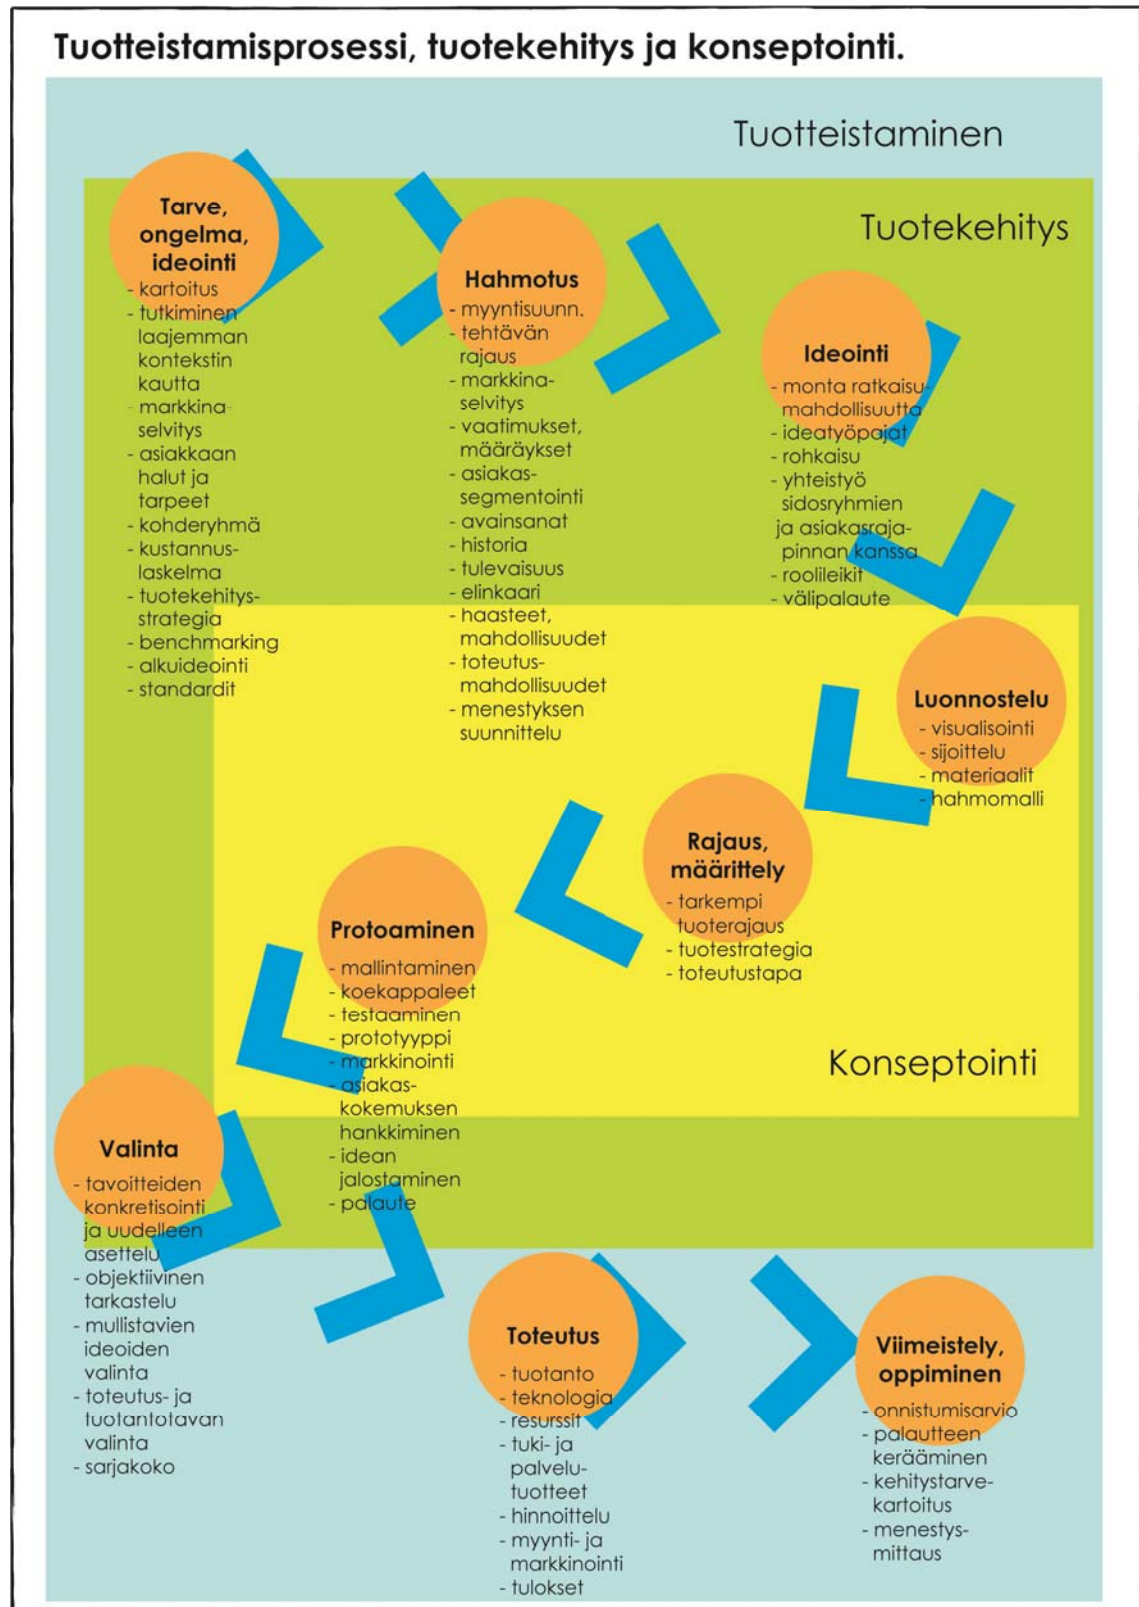 Tuotteistamisprosessi, tuotekehitys ja konseptointi.
Tuotteistaminen
Tuotekehitys
Tarve,
ongelma,
ideointi
- kartoitus
- tutkiminen
laajemman
kontekstin
kautta
- markkina-
selvitys
- asiakkaan
halut ja
tarpeet
- kohderyhmä
- kustannus-
laskelma
- tuotekehitys-
strategia
- benchmarking
- alkuideointi
- standardit
Hahmotus
- myyntisuunn.
- tehtävän
rajaus
- markkina-
selvitys
- vaatimukset,
määräykset
- asiakas-
segmentointi
- avainsanat
- historia
- tulevaisuus
- elinkaari
- haasteet,
mahdollisuudet
- toteutus-
mahdollisuudet
- menestyksen
suunnittelu
Ideointi
- monta ratkaisu-
mahdollisuutta
- ideatyöpajat
- rohkaisu
- yhteistyö
sidosryhmien
ja asiakasraja-
pinnan kanssa
- roolileikit
- välipalaute
Luonnostelu
- visualisointi
- sijoittelu
- materiaalit
- hahmomalli
Rajaus,
määrittely
- tarkempi
tuoterajaus
- tuotestrategia
- toteutustapa
Protoaminen
- mallintaminen
- koekappaleet
- testaaminen
- prototyyppi
- markkinointi
- asiakas-
kokemuksen
hankkiminen
- idean
jalostaminen
- palaute
Konseptointi
Valinta
- tavoitteiden
konkretisointi
ja uudelleen
asettelu
- objektiivinen
tarkastelu
- mullistavien
ideoiden
valinta
- toteutus- ja
tuotantotavan
valinta
- sarjakoko
Toteutus
- tuotanto
- teknologia
- resurssit
- tuki- ja
palvelu-
tuotteet
- hinnoittelu
- myynti- ja
markkinointi
- tulokset
Viimeistely,
oppiminen
- onnistumisarvio
- palautteen
kerääminen
- kehitystarve-
kartoitus
- menestys-
mittaus